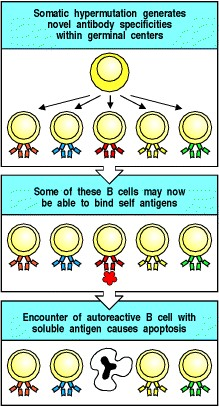 Somatic hypermutation generates
novel antibody specificities
within germinal centers
Some of these B cells may now
be able to bind self antigens
Encounter of autoreactive B cell with
soluble antigen causes apoptosis